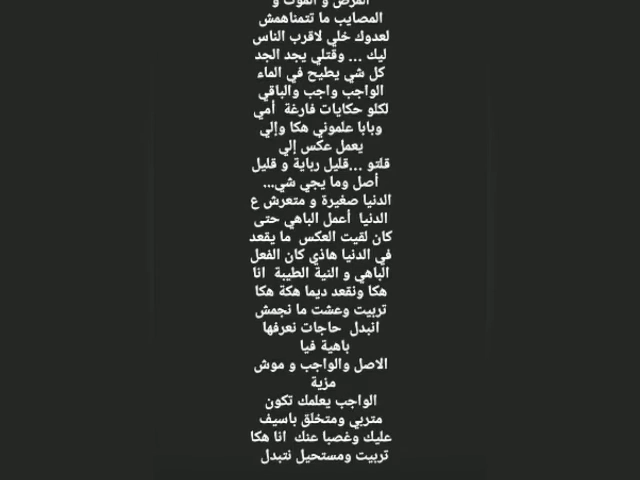 المرض و الموت و
المصايب ما تتمناهمش
لعدوك خلي لاقرب الناس
ليك ... وقتلي يجد الجد
كل شي يطيح في الماء
الواجب واجب والباقي
لكلو حكايات فارغة أمي
وبابا علموني هكا وإلي
يعمل عكس إلي
قلتو ...قليل رباية و قليل
أصل وما يجي شي...
الدنيا صغيرة و متعرش ع
الدنيا أعمل الباهي حتى
كان لقيت العكس ما يقعد
في الدنيا هاذي كان الفعل
الباهي و النية الطيبة انا
هكا ونقعد ديما هكة هكا
تربيت وعشت ما نجمش
انبدل حاجات نعرفها
باهية فيا
الاصل والواجب و موش
مزية
الواجب يعلمك تكون
متربي ومتخلق باسيف
عليك وغصبا عنك انا هكا
تربيت ومستحيل نتبدل